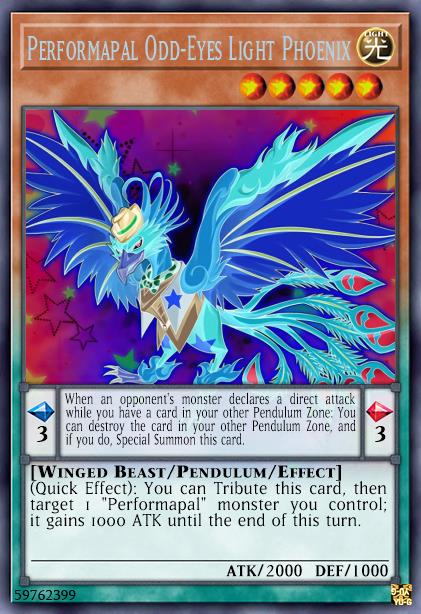 Performapal Odd-Eyes Light Phoenix
LIGHT
光
When an opponent's monster declares a direct attack
while you have a card in your other Pendulum Zone: You
can destroy the card in your other Pendulum Zone, and
if you do, Special Summon this card.
3
3
[Winged Beast/Pendulum/Effect]
(Quick Effect): You can Tribute this card, then
target 1 "Performapal" monster you control;
it gains 1000 ATK until the end of this turn.
ATK/2000 DEF/1000
59762399